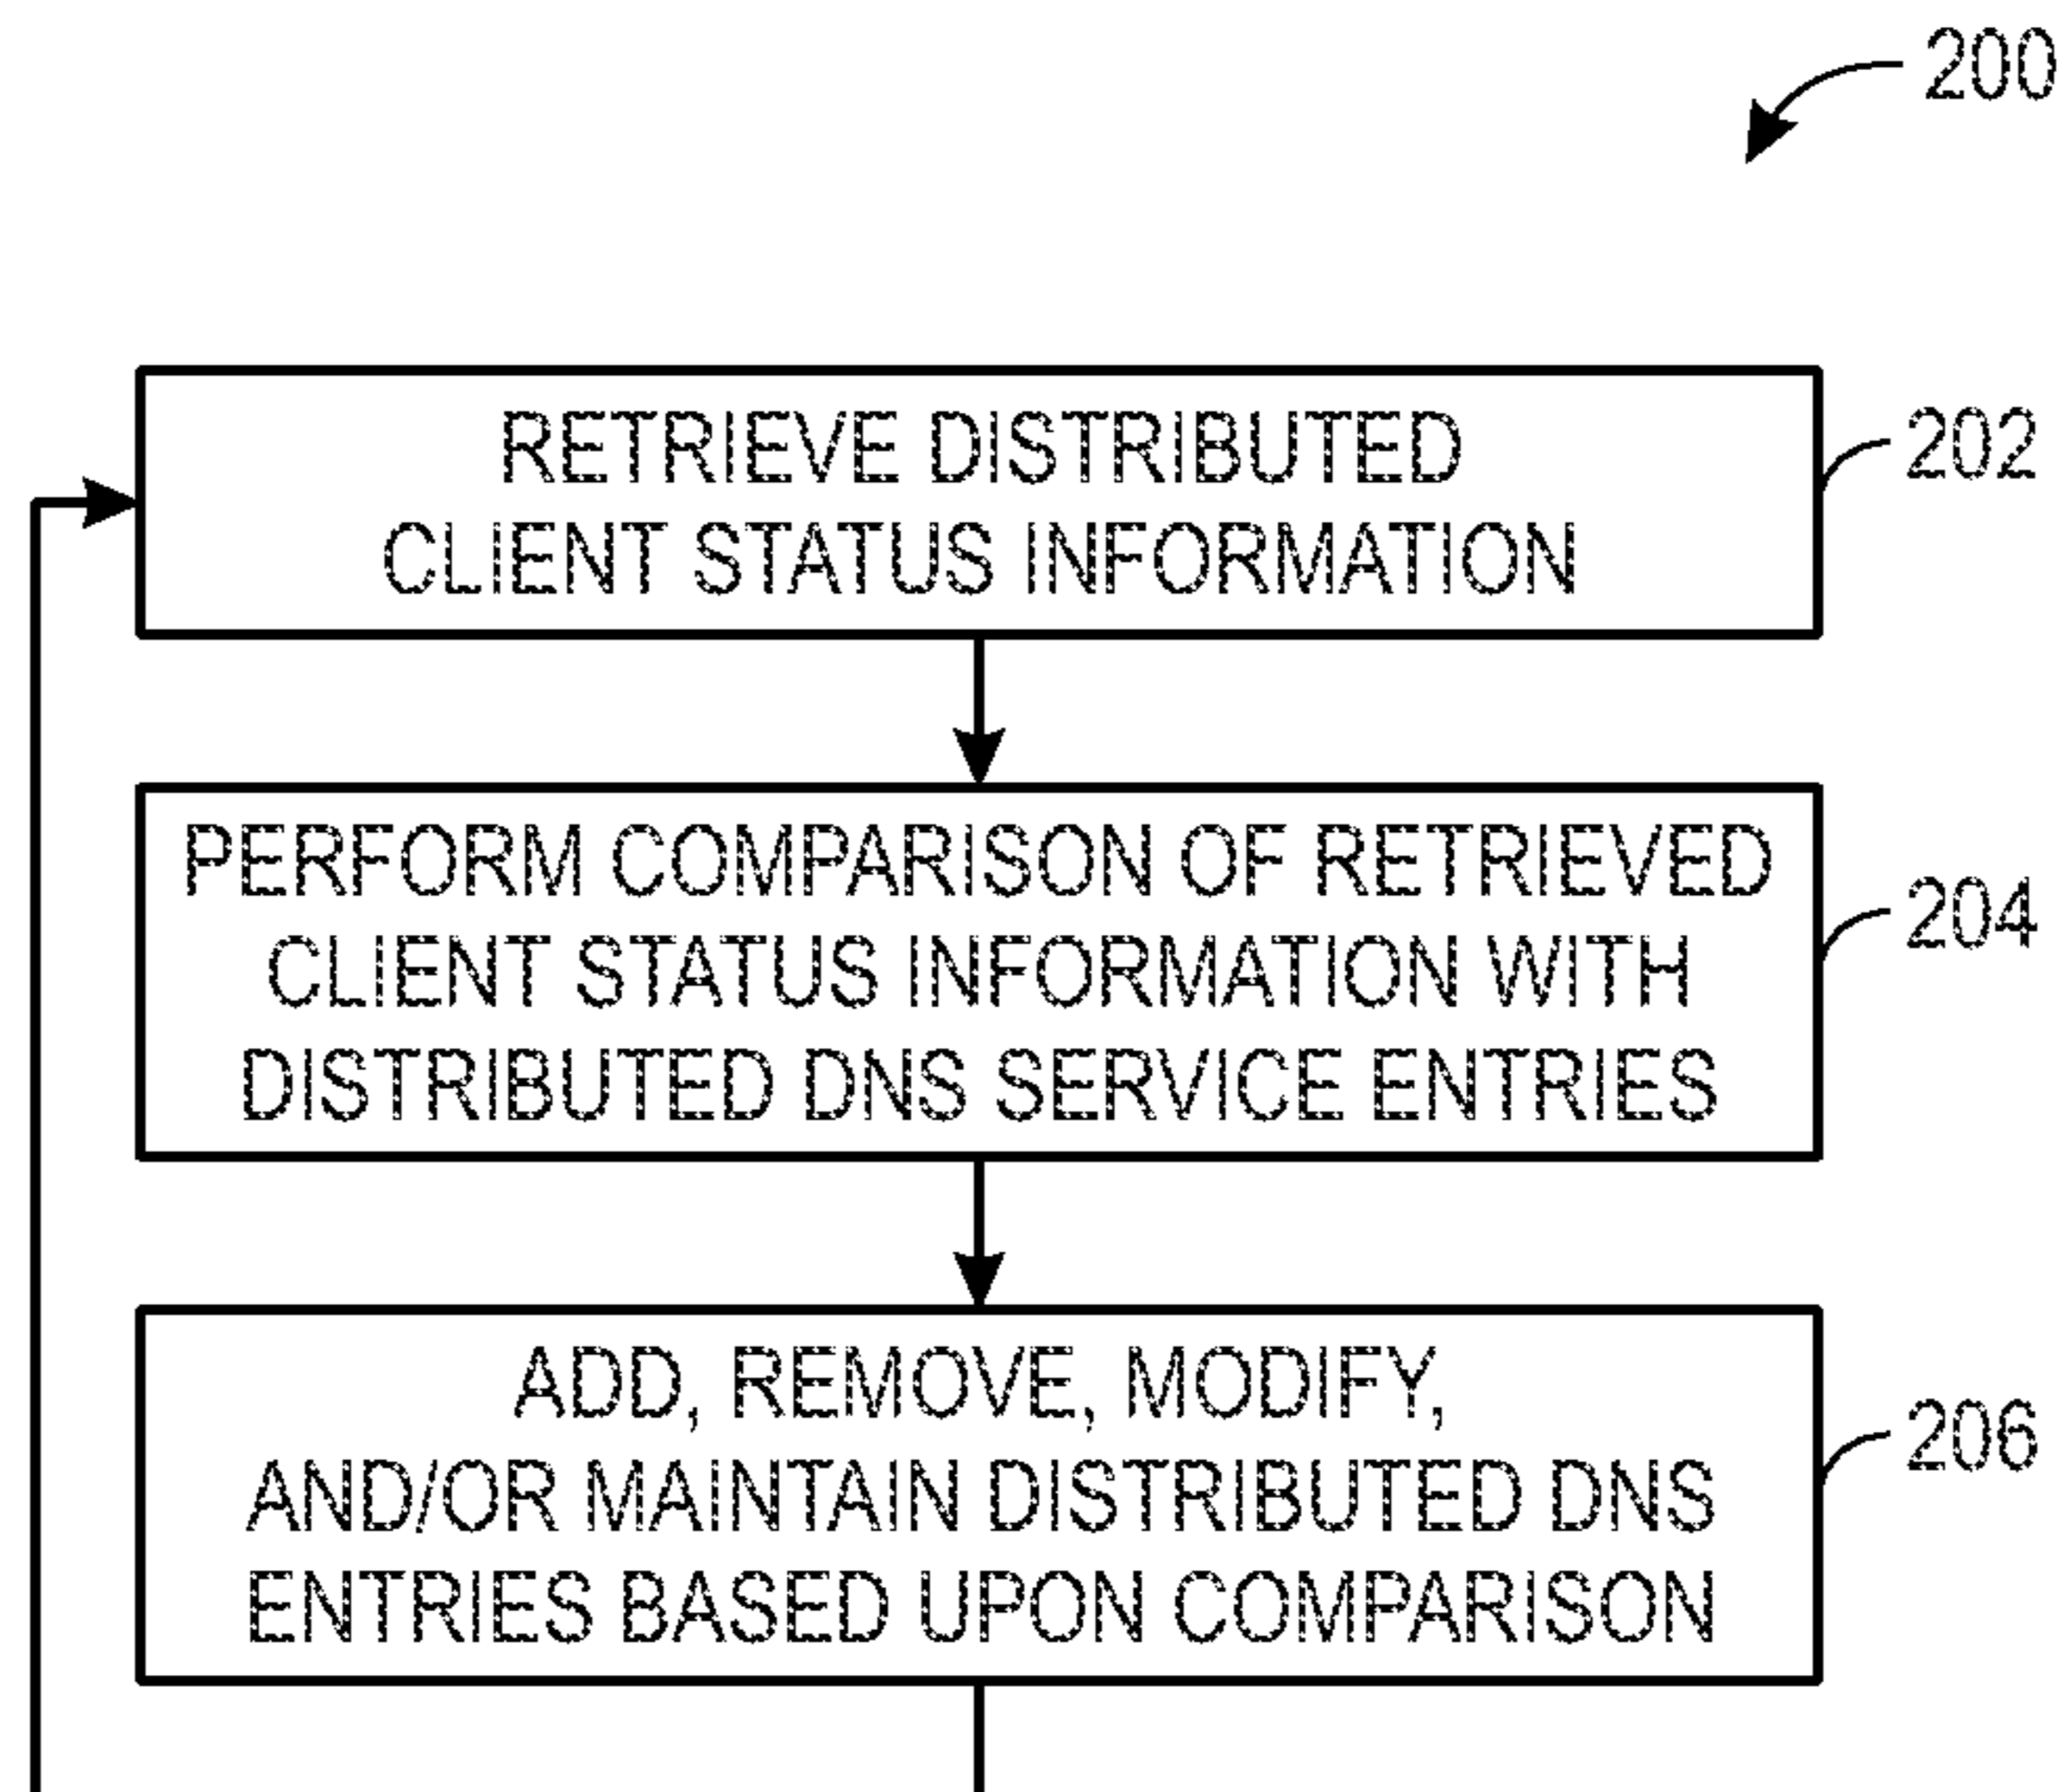 200
RETRIEVE DISTRIBUTED
CLIENT STATUS INFORMATION
202
PERFORM COMPARISON OF RETRIEVED
CLIENT STATUS INFORMATION WITH
DISTRIBUTED DNS SERVICE ENTRIES
204
ADD, REMOVE, MODIFY,
AND/OR MAINTAIN DISTRIBUTED DNS
ENTRIES BASED UPON COMPARISON
206